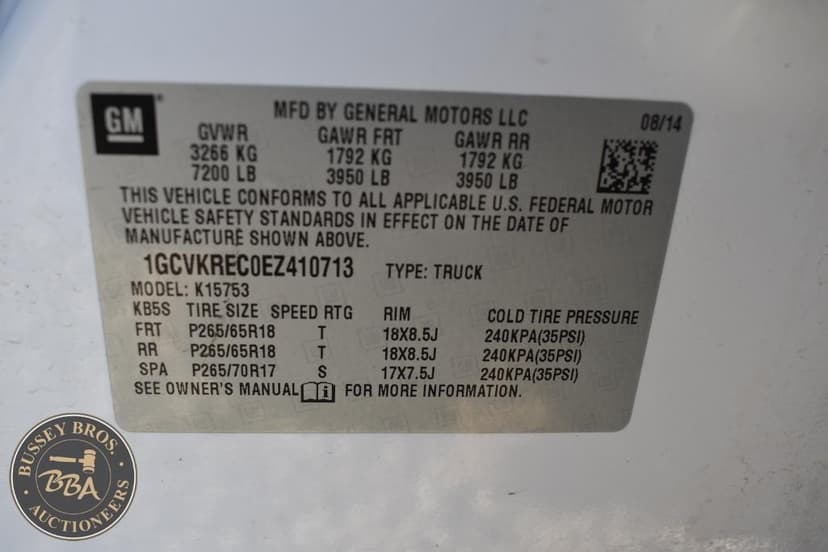 GM
MFD BY GENERAL MOTORS LLC 08/14
GVWR GAWR FRT GAWR RR
3266 KG 1792 KG 1792 KG
7200 LB 3950 LB 3950 LB
THIS VEHICLE CONFORMS TO ALL APPLICABLE U.S. FEDERAL MOTOR
VEHICLE SAFETY STANDARDS IN EFFECT ON THE DATE OF
MANUFACTURE SHOWN ABOVE.
1GCVKREC0EZ410713 TYPE: TRUCK
MODEL: K15753
KB5S TIRE SIZE SPEED RTG RIM COLD TIRE PRESSURE
FRT P265/65R18 T 18X8.5J 240KPA(35PSI)
RR P265/65R18 T 18X8.5J 240KPA(35PSI)
SPA P265/70R17 S 17X7.5J 240KPA(35PSI)
SEE OWNER'S MANUAL FOR MORE INFORMATION.
BUSSEY BROS.
BBA
AUCTIONEERS